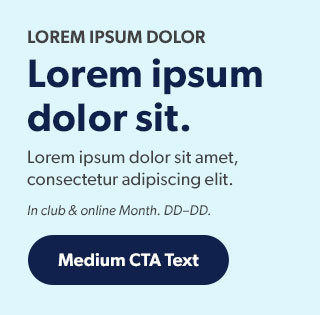 LOREM IPSUM DOLOR
Lorem ipsum
dolor sit.
Lorem ipsum dolor sit amet,
consectetur adipiscing elit.
In club & online Month. DD–DD.
Medium CTA Text